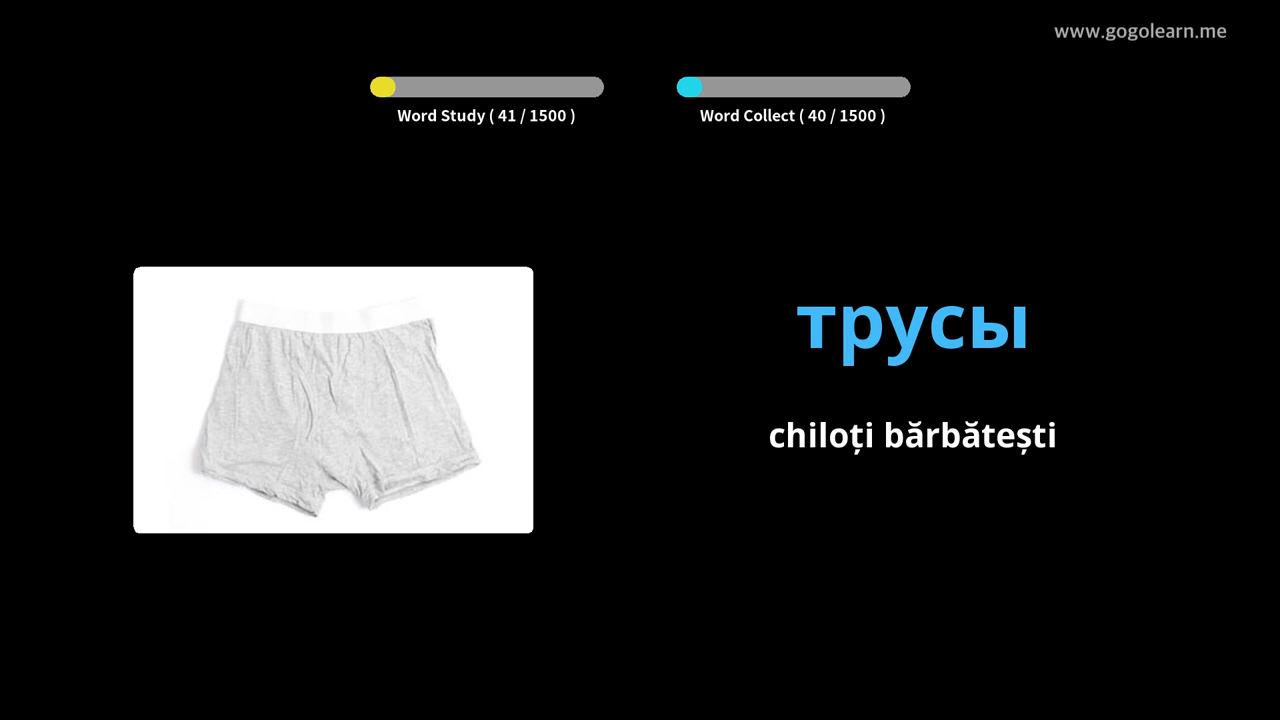 www.gogolearn.me
Word Study ( 41 / 1500 )
Word Collect ( 40 / 1500 )
трусы
chiloți bărbătești